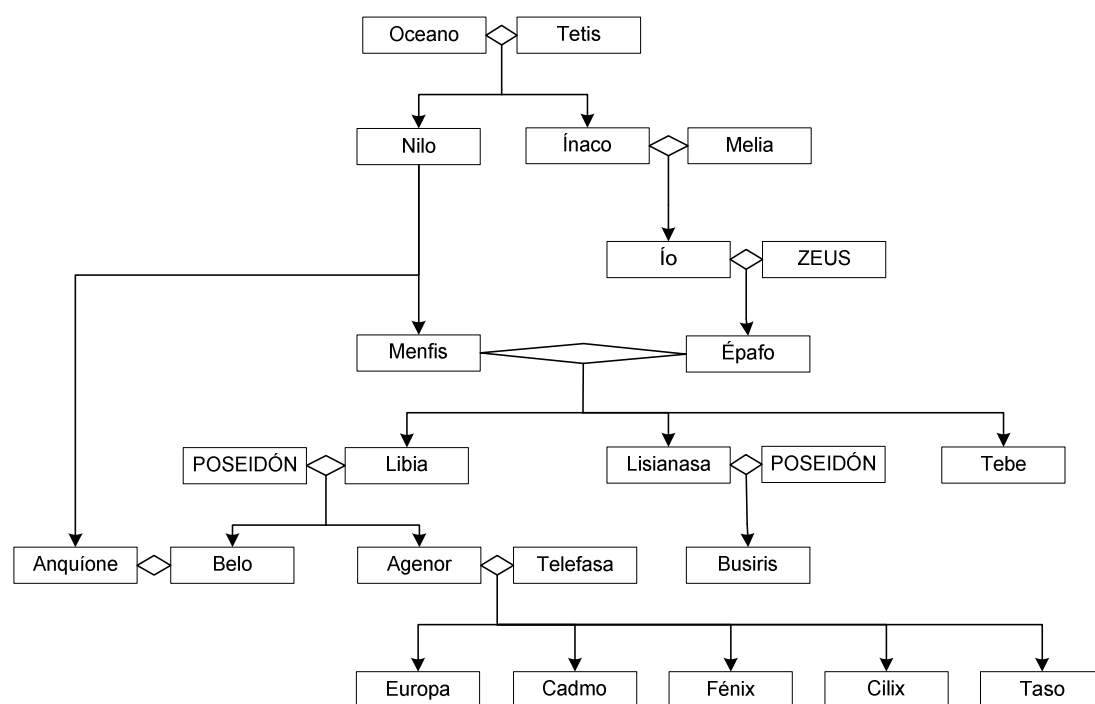 Oceano
Tetis
Nilo
Ínaco
Melia
Ío
ZEUS
Menfis
Épafo
POSEIDÓN
Libia
Lisianasa
POSEIDÓN
Tebe
Anquíone
Belo
Agenor
Telefasa
Busiris
Europa
Cadmo
Fénix
Cilix
Taso